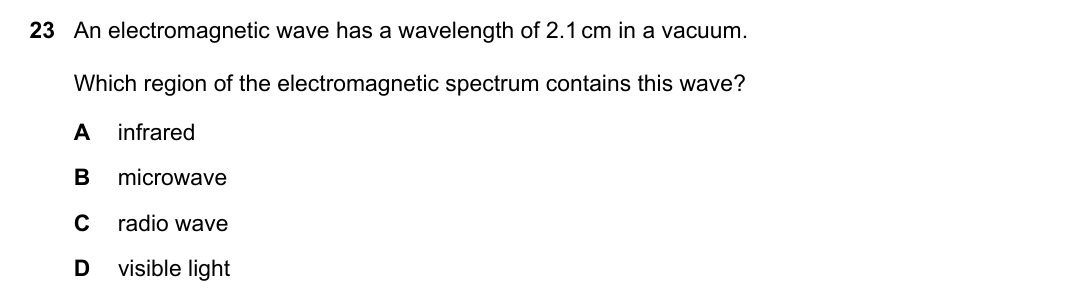 23 An electromagnetic wave has a wavelength of 2.1 cm in a vacuum.
Which region of the electromagnetic spectrum contains this wave?
A infrared
B microwave
C radio wave
D visible light